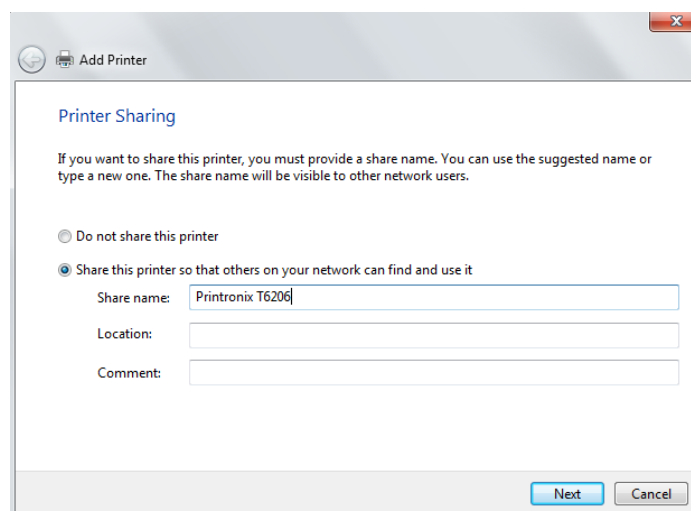 Add Printer
Printer Sharing
If you want to share this printer, you must provide a share name. You can use the suggested name or
type a new one. The share name will be visible to other network users.
Do not share this printer
Share this printer so that others on your network can find and use it
Share name: Printronix T6206
Location:
Comment:
Next Cancel